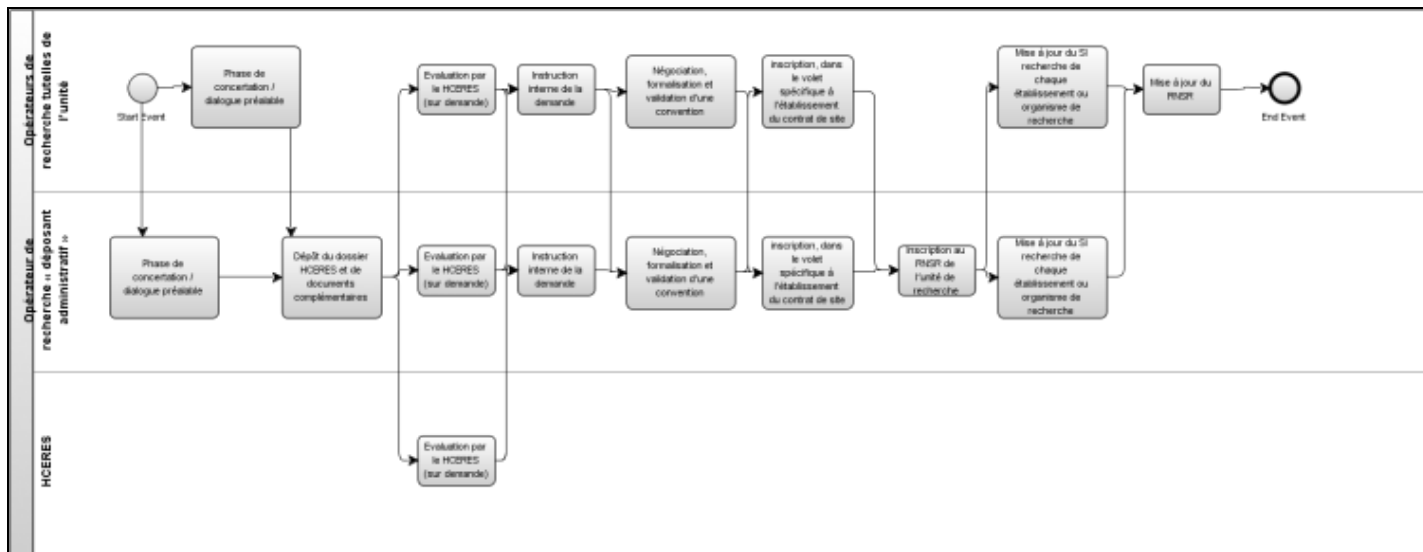 Opérateurs de
recherche tutelles de
l'unité
Start Event
Phase de
concertation /
dialogue préalable
Evaluation par
le HCERES
(sur demande)
Instruction
interne de la
demande
Négociation,
formalisation et
validation d'une
convention
inscription, dans
le volet
spécifique à
l'établissement
du contrat de site
Mise à jour du SI
recherche de
chaque
établissement ou
organisme de
recherche
Mise à jour du
RNSR
End Event
Opérateur de
recherche « déposant
administratif »
Phase de
concertation /
dialogue préalable
Dépôt du dossier
HCERES et de
documents
complémentaires
Evaluation par
le HCERES
(sur demande)
Instruction
interne de la
demande
Négociation,
formalisation et
validation d'une
convention
inscription, dans
le volet
spécifique à
l'établissement
du contrat de site
Inscription au
RNSR de
l'unité de
recherche
Mise à jour du SI
recherche de
chaque
établissement ou
organisme de
recherche
HCERES
Evaluation par
le HCERES
(sur demande)